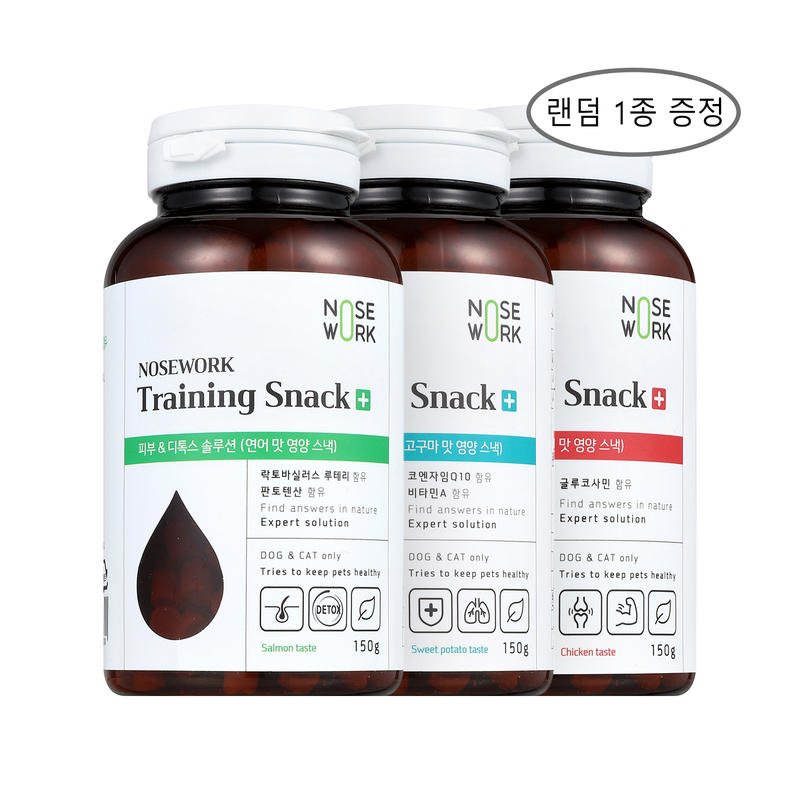 랜덤 1종 증정
NOSE
WORK
NOSEWORK
Training Snack+
피부 & 디톡스 솔루션 (연어 맛 영양 스낵)
락토바실러스 루테리 함유
판토텐산 함유
Find answers in nature
Expert solution
DOG & CAT only
Tries to keep pets healthy
DETOX
Salmon taste
150g
NOSE
WORK
Snack+
고구마 맛 영양 스낵)
코엔자임Q10 함유
비타민A 함유
Find answers in nature
Expert solution
DOG & CAT only
Tries to keep pets healthy
Sweet potato taste
150g
NOSE
WORK
Snack+
맛 영양 스낵)
글루코사민 함유
Find answers in nature
Expert solution
DOG & CAT only
Tries to keep pets healthy
Chicken taste
150g